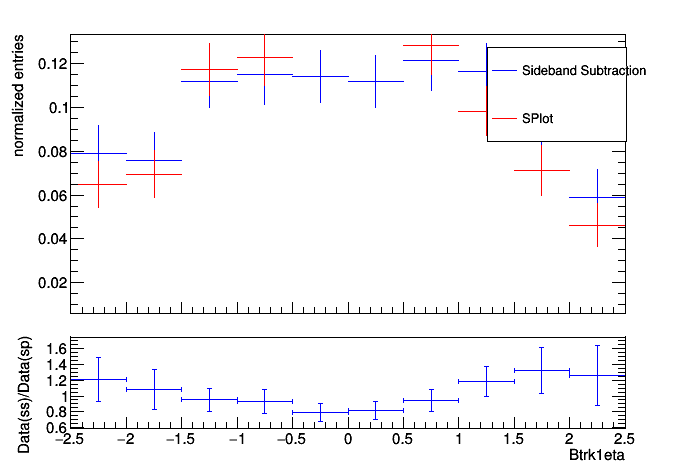 normalized entries
0.12
0.1
0.08
0.06
0.04
0.02
Sideband Subtraction
SPlot
Data(ss)/Data(sp)
1.6
1.4
1.2
1
0.8
0.6
−2.5 −2 −1.5 −1 −0.5 0 0.5 1 1.5 2 2.5
Btrk1eta